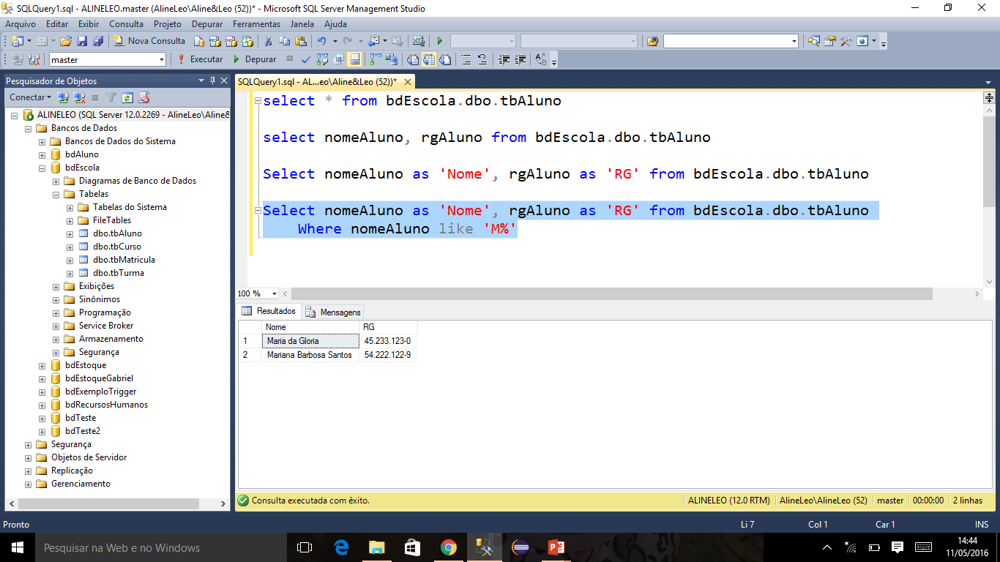 SQLQuery1.sql - ALINELEO.master (AlineLeo\Aline&Leo (52))* - Microsoft SQL Server Management Studio
Arquivo Editar Exibir Consulta Projeto Depurar Ferramentas Janela Ajuda
Nova Consulta
master Executar Depurar
Pesquisador de Objetos
Conectar
ALINELEO (SQL Server 12.0.2269 - AlineLeo\Aline&
Bancos de Dados
Bancos de Dados do Sistema
bdAluno
bdEscola
Diagramas de Banco de Dados
Tabelas
Tabelas do Sistema
FileTables
dbo.tbAluno
dbo.tbCurso
dbo.tbMatricula
dbo.tbTurma
Exibições
Sinônimos
Programação
Service Broker
Armazenamento
Segurança
bdEstoque
bdEstoqueGabriel
bdExemploTrigger
bdRecursosHumanos
bdTeste
bdTeste2
Segurança
Objetos de Servidor
Replicação
Gerenciamento
SQLQuery1.sql - AL...eo\Aline&Leo (52))*
select * from bdEscola.dbo.tbAluno
select nomeAluno, rgAluno from bdEscola.dbo.tbAluno
Select nomeAluno as 'Nome', rgAluno as 'RG' from bdEscola.dbo.tbAluno
Select nomeAluno as 'Nome', rgAluno as 'RG' from bdEscola.dbo.tbAluno
Where nomeAluno like 'M%'
100 %
Resultados Mensagens
Nome RG
1 Maria da Gloria 45.233.123-0
2 Mariana Barbosa Santos 54.222.122-9
Consulta executada com êxito. ALINELEO (12.0 RTM) AlineLeo\AlineLeo (52) master 00:00:00 2 linhas
Pronto Li 7 Col 1 Car 1 INS
Pesquisar na Web e no Windows
14:44
11/05/2016